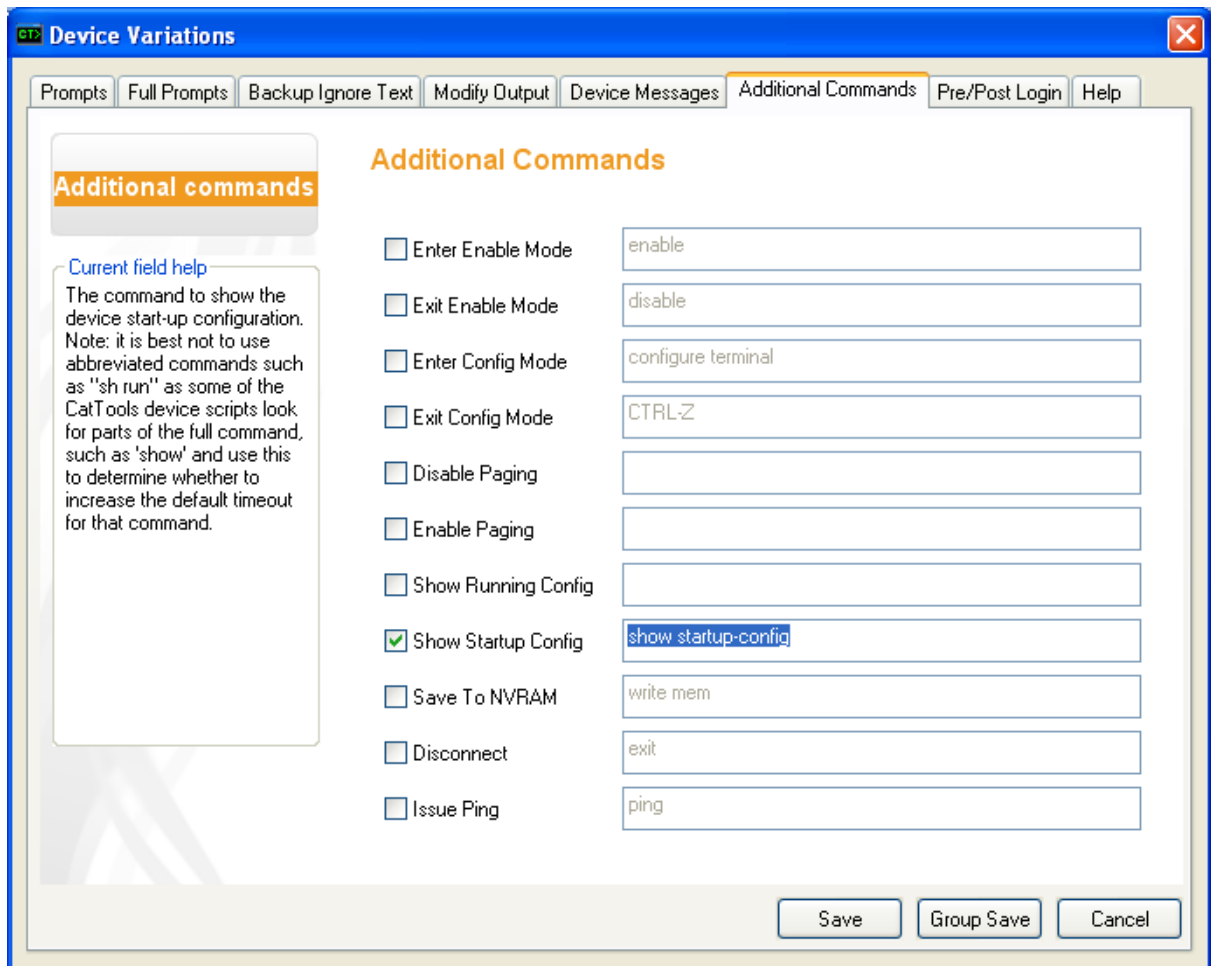 CT> Device Variations
Prompts Full Prompts Backup Ignore Text Modify Output Device Messages Additional Commands Pre/Post Login Help
Additional commands
Current field help
The command to show the
device start-up configuration.
Note: it is best not to use
abbreviated commands such
as "sh run" as some of the
CatTools device scripts look
for parts of the full command,
such as 'show' and use this
to determine whether to
increase the default timeout
for that command.
Additional Commands
Enter Enable Mode enable
Exit Enable Mode disable
Enter Config Mode configure terminal
Exit Config Mode CTRL-Z
Disable Paging
Enable Paging
Show Running Config
Show Startup Config show startup-config
Save To NVRAM write mem
Disconnect exit
Issue Ping ping
Save Group Save Cancel